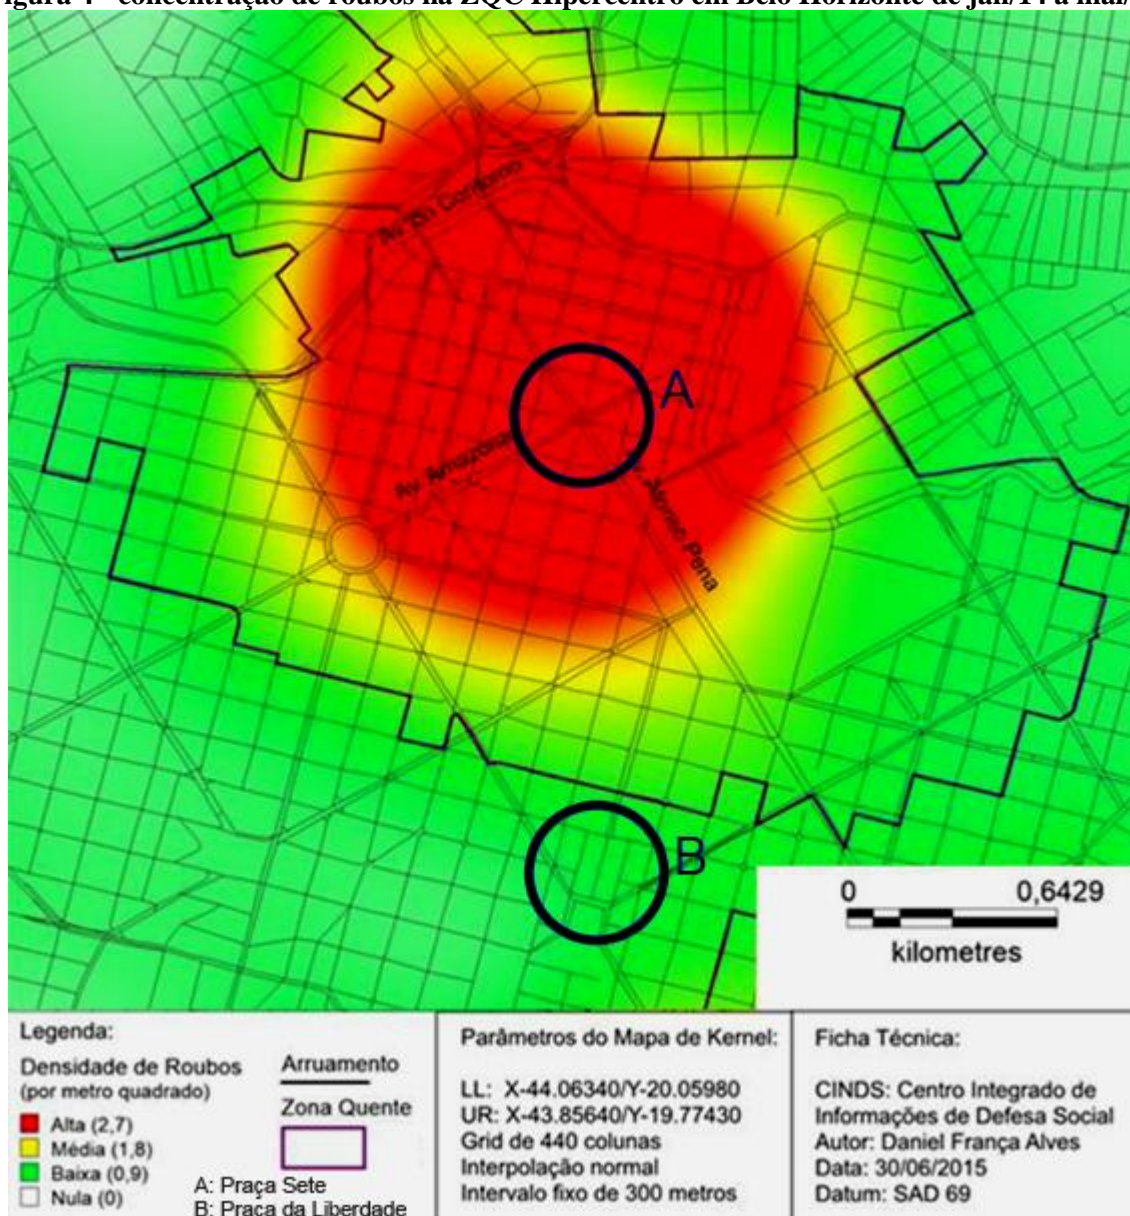 igura 4 - concentração de roubos na ZQC Hipercentro em Belo Horizonte de jan/14 a mai/
Av. Amazonas
Afonso Pena
A
B
0 0,6429
kilometres
Legenda:
Densidade de Roubos
(por metro quadrado)
Alta (2,7)
Média (1,8)
Baixa (0,9)
Nula (0)
Arruamento
Zona Quente
A: Praça Sete
B: Praça da Liberdade
Parâmetros do Mapa de Kernel:
LL: X-44.06340/Y-20.05980
UR: X-43.85640/Y-19.77430
Grid de 440 colunas
Interpolação normal
Intervalo fixo de 300 metros
Ficha Técnica:
CINDS: Centro Integrado de
Informações de Defesa Social
Autor: Daniel França Alves
Data: 30/06/2015
Datum: SAD 69